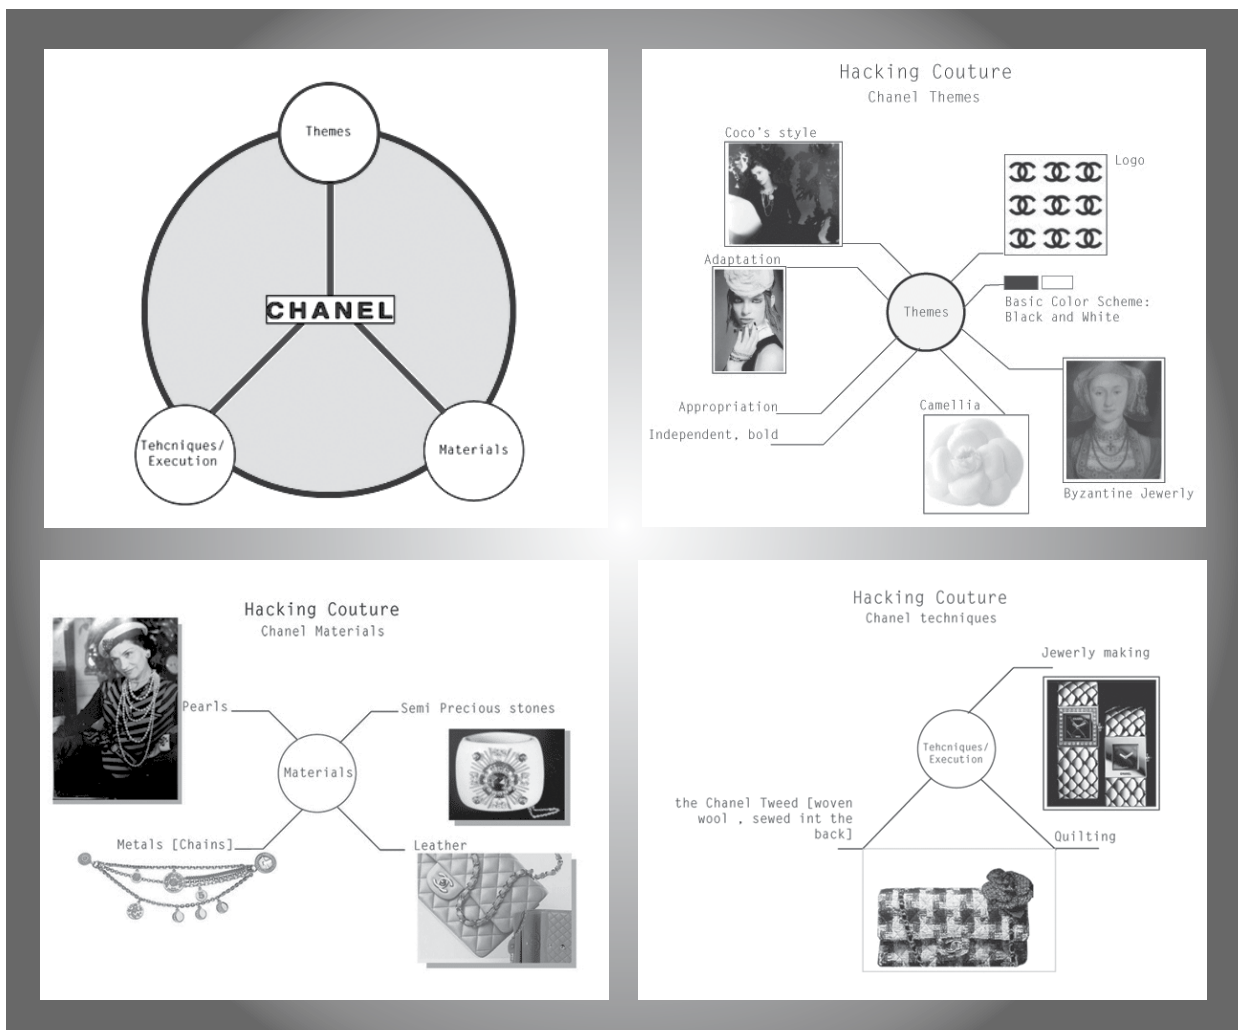 Themes
CHANEL
Tehcniques/
Execution
Materials
Hacking Couture
Chanel Themes
Coco's style
Logo
Adaptation
Themes
Basic Color Scheme:
Black and White
Appropriation
Camellia
Independent, bold
Byzantine Jewerly
Hacking Couture
Chanel Materials
Pearls
Semi Precious stones
Materials
Metals [Chains]
Leather
Hacking Couture
Chanel techniques
Jewerly making
Tehcniques/
Execution
the Chanel Tweed [woven
wool , sewed int the
back]
Quilting